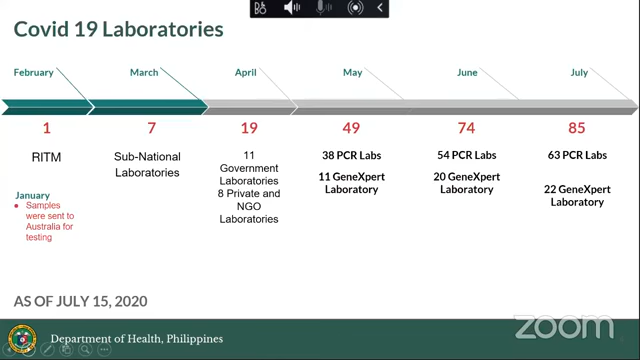 Covid 19 Laboratories
February
March
April
May
June
July
1
7
19
49
74
85
RITM
Sub-National
Laboratories
11
Government
Laboratories
8 Private and
NGO
Laboratories
38 PCR Labs
11 GeneXpert
Laboratory
54 PCR Labs
20 GeneXpert
Laboratory
63 PCR Labs
22 GeneXpert
Laboratory
January
• Samples
were sent to
Australia for
testing
AS OF JULY 15, 2020
Department of Health, Philippines
zoom